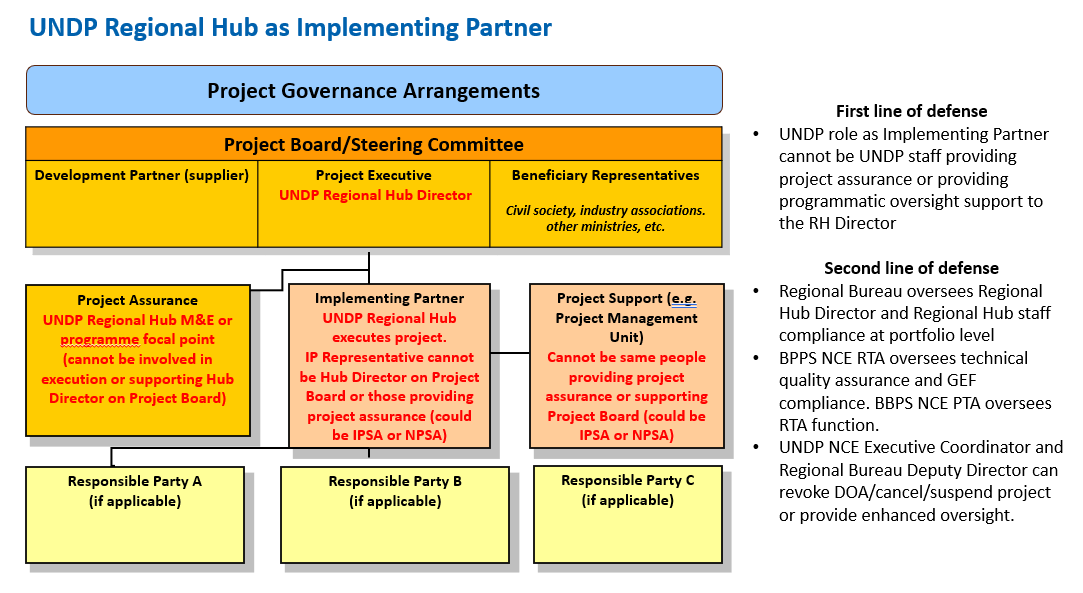 UNDP Regional Hub as Implementing Partner
Project Governance Arrangements
Project Board/Steering Committee
Development Partner (supplier)
Project Executive
UNDP Regional Hub Director
Beneficiary Representatives
Civil society, industry associations.
other ministries, etc.
Project Assurance
UNDP Regional Hub M&E or
programme focal point
(cannot be involved in
execution or supporting Hub
Director on Project Board)
Implementing Partner
UNDP Regional Hub
executes project.
IP Representative cannot
be Hub Director on Project
Board or those providing
project assurance (could
be IPSA or NPSA)
Project Support (e.g.
Project Management
Unit)
Cannot be same people
providing project
assurance or supporting
Project Board (could be
IPSA or NPSA)
Responsible Party A
(if applicable)
Responsible Party B
(if applicable)
Responsible Party C
(if applicable)
First line of defense
• UNDP role as Implementing Partner
cannot be UNDP staff providing
project assurance or providing
programmatic oversight support to
the RH Director
Second line of defense
• Regional Bureau oversees Regional
Hub Director and Regional Hub staff
compliance at portfolio level
• BPPS NCE RTA oversees technical
quality assurance and GEF
compliance. BBPS NCE PTA oversees
RTA function.
• UNDP NCE Executive Coordinator and
Regional Bureau Deputy Director can
revoke DOA/cancel/suspend project
or provide enhanced oversight.